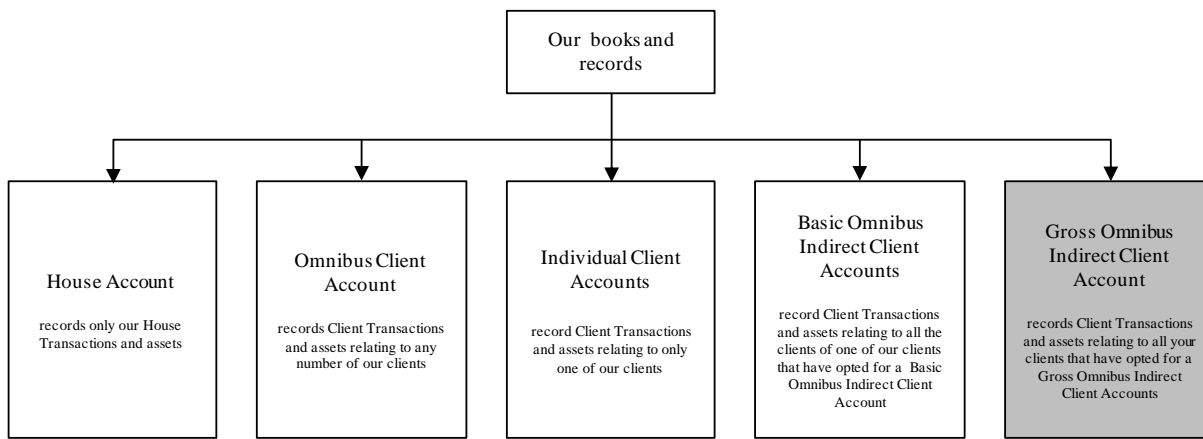 Our books and
records
House Account
records only our House
Transactions and assets
Omnibus Client
Account
records Client Transactions
and assets relating to any
number of our clients
Individual Client
Accounts
record Client Transactions
and assets relating to only
one of our clients
Basic Omnibus
Indirect Client
Accounts
record Client Transactions
and assets relating to all the
clients of one of our clients
that have opted for a Basic
Omnibus Indirect Client
Account
Gross Omnibus
Indirect Client
Account
records Client Transactions
and assets relating to all your
clients that have opted for a
Gross Omnibus Indirect
Client Accounts